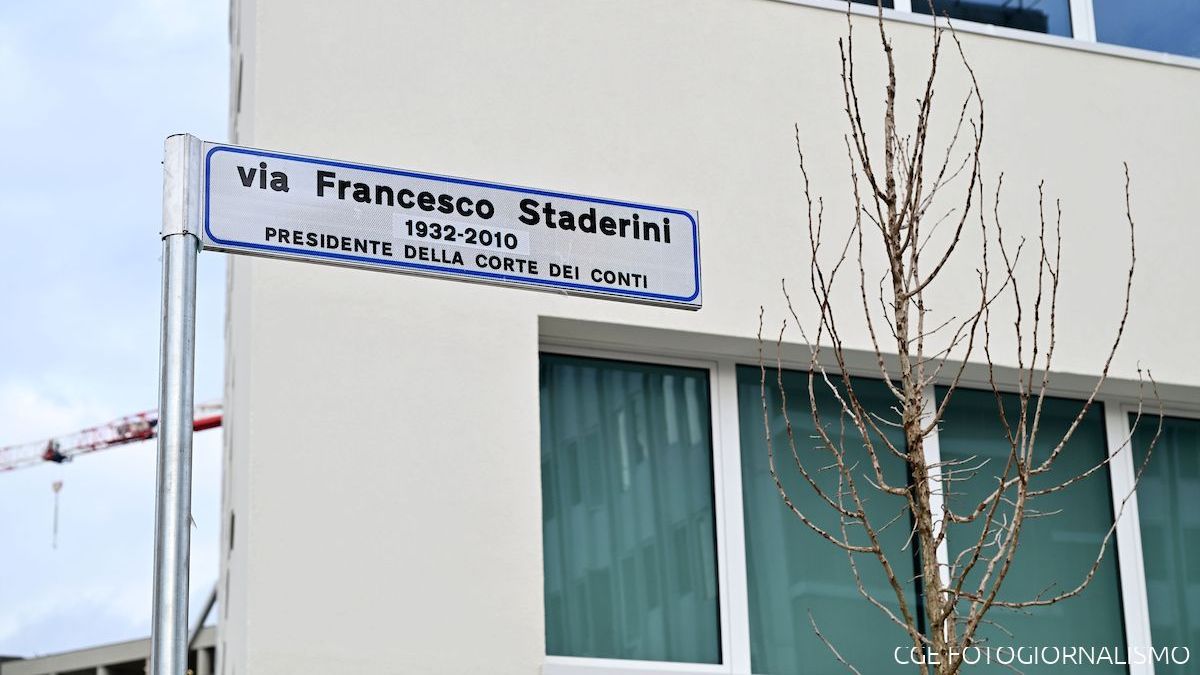 via Francesco Staderini
1932-2010
PRESIDENTE DELLA CORTE DEI CONTI
CGE FOTOGIORNALISMO